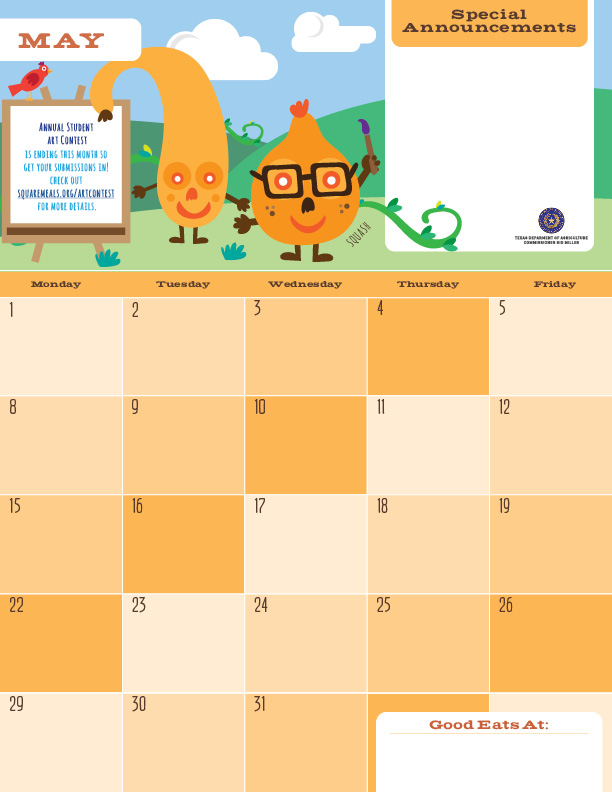 MAY
Special
Announcements
Annual Student
Art Contest
is ending this month so
get your submissions in!
Check out
squaremeals.org/artcontest
for more details.
SQUASH
TEXAS DEPARTMENT OF AGRICULTURE
COMMISSIONER SID MILLER
Monday Tuesday Wednesday Thursday Friday
1 2 3 4 5
8 9 10 11 12
15 16 17 18 19
22 23 24 25 26
29 30 31
Good Eats At: